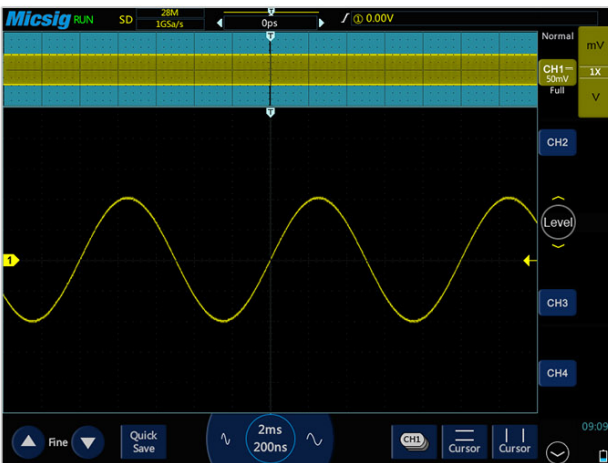 Micsig RUN SD 28M 1GSa/s 0ps ① 0.00V
T
Normal
mV
CH1
50mV
1X
Full
V
T
CH2
Level
1
CH3
CH4
09:09
Fine
Quick
Save
2ms
200ns
CH1
Cursor
Cursor